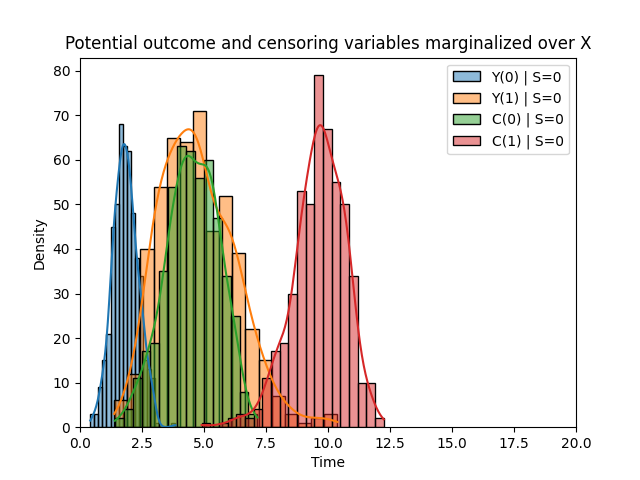 Potential outcome and censoring variables marginalized over X
Y(0) | S=0
Y(1) | S=0
C(0) | S=0
C(1) | S=0
Density
80
70
60
50
40
30
20
10
0
0.0 2.5 5.0 7.5 10.0 12.5 15.0 17.5 20.0
Time